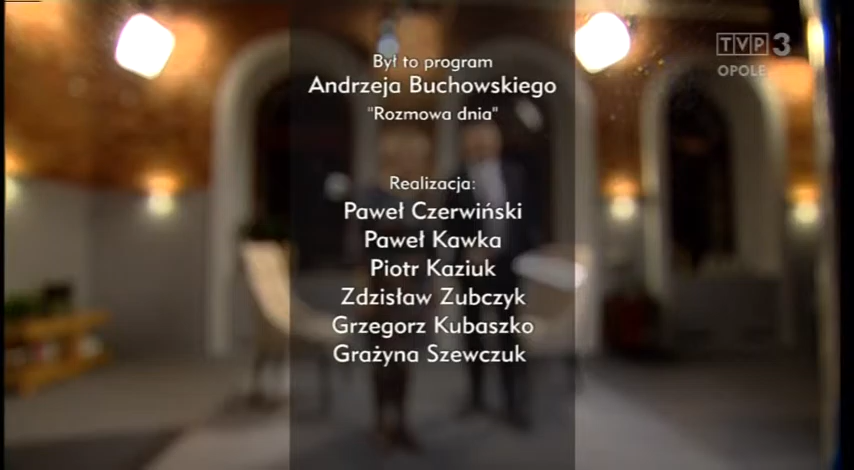 Był to program
Andrzeja Buchowskiego
"Rozmowa dnia"
Realizacja:
Paweł Czerwiński
Paweł Kawka
Piotr Kaziuk
Zdzisław Zubczyk
Grzegorz Kubaszko
Grażyna Szewczuk
TVP3
OPOLE